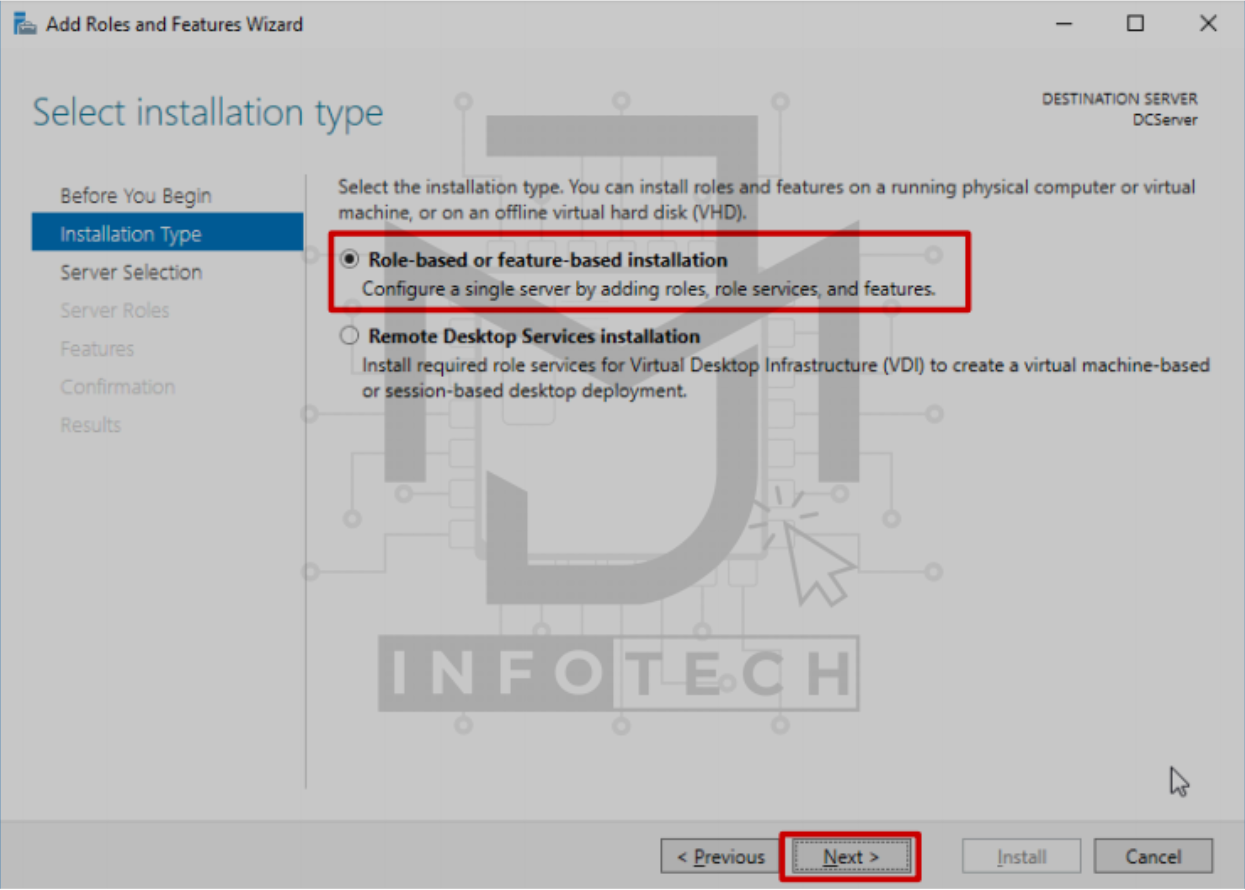 Add Roles and Features Wizard
Select installation type
DESTINATION SERVER
DCServer
Before You Begin
Installation Type
Server Selection
Server Roles
Features
Confirmation
Results
Select the installation type. You can install roles and features on a running physical computer or virtual
machine, or on an offline virtual hard disk (VHD).
Role-based or feature-based installation
Configure a single server by adding roles, role services, and features.
Remote Desktop Services installation
Install required role services for Virtual Desktop Infrastructure (VDI) to create a virtual machine-based
or session-based desktop deployment.
INFOTECH
< Previous
Next >
Install
Cancel